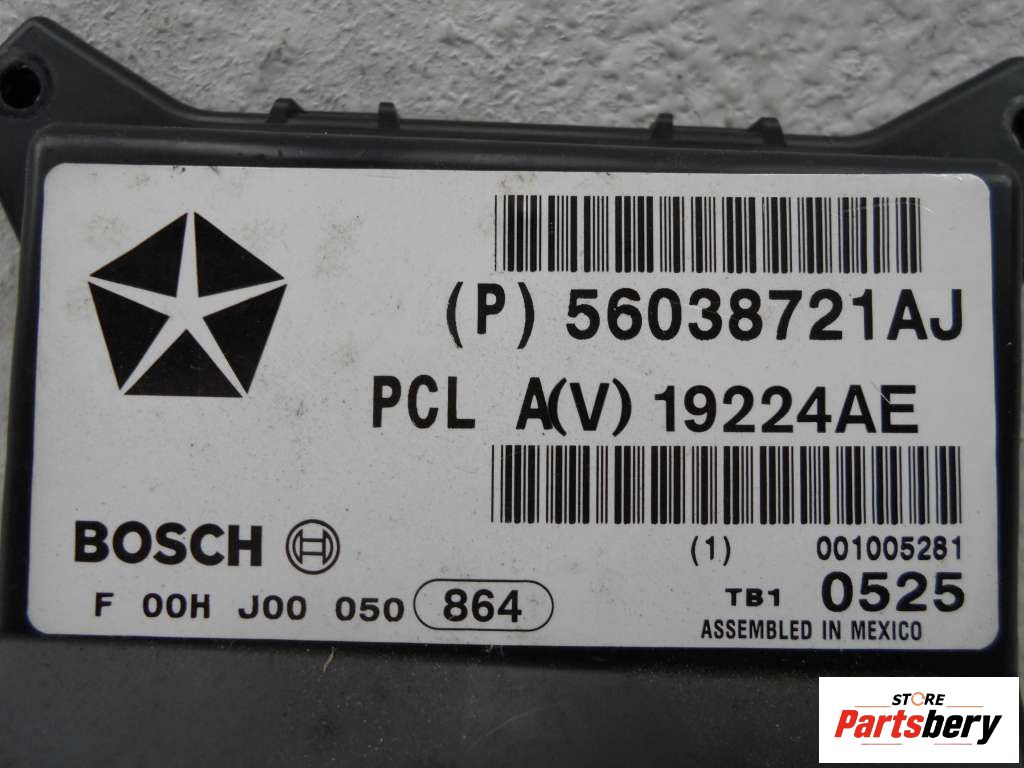 (P) 56038721AJ
PCL A(V) 19224AE
BOSCH
(1) 001005281
F 00H J00 050 864
TB1 0525
ASSEMBLED IN MEXICO
STORE
Partsbery